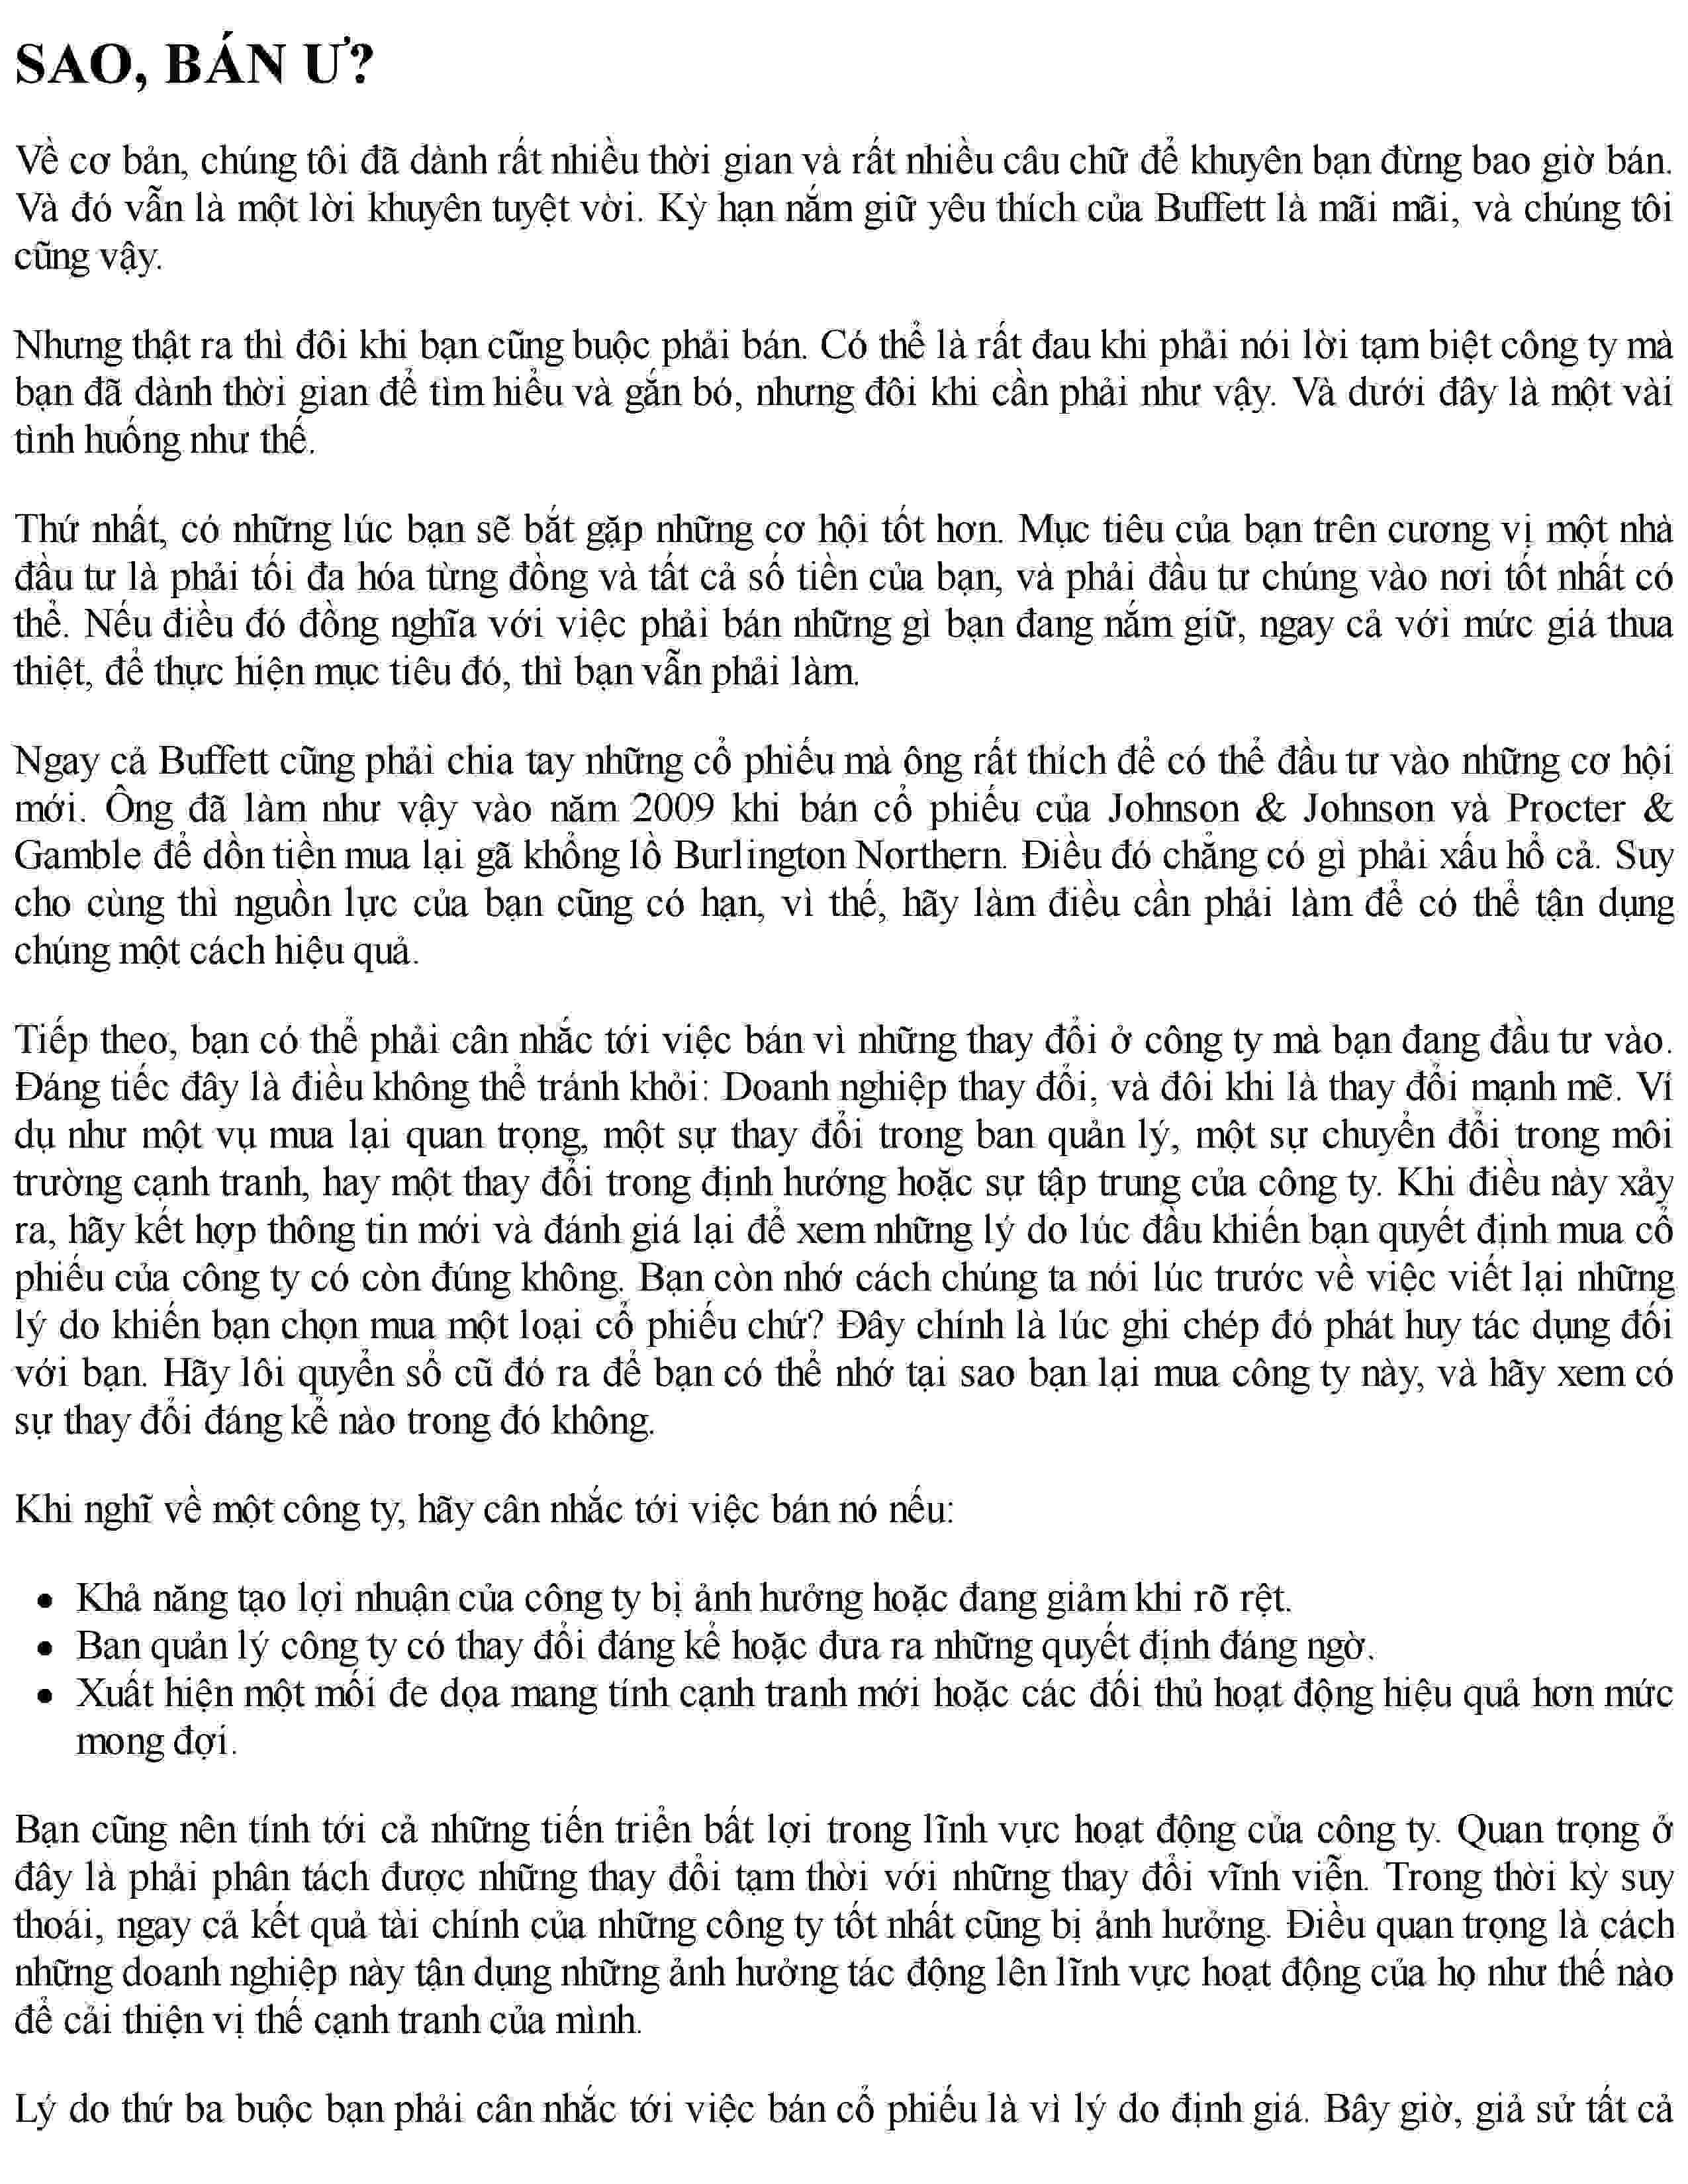 SAO, BÁN Ư?
Về cơ bản, chúng tôi đã dành rất nhiều thời gian và rất nhiều câu chữ để khuyên bạn đừng bao giờ bán.
Và đó vẫn là một lời khuyên tuyệt vời. Kỳ hạn nắm giữ yêu thích của Buffett là mãi mãi, và chúng tôi
cũng vậy.
Nhưng thật ra thì đôi khi bạn cũng buộc phải bán. Có thể là rất đau khi phải nói lời tạm biệt công ty mà
bạn đã dành thời gian để tìm hiểu và gắn bó, nhưng đôi khi cần phải như vậy. Và dưới đây là một vài
tình huống như thế.
Thứ nhất, có những lúc bạn sẽ bắt gặp những cơ hội tốt hơn. Mục tiêu của bạn trên cương vị một nhà
đầu tư là phải tối đa hóa từng đồng và tất cả số tiền của bạn, và phải đầu tư chúng vào nơi tốt nhất có
thể. Nếu điều đó đồng nghĩa với việc phải bán những gì bạn đang nắm giữ, ngay cả với mức giá thua
thiệt, để thực hiện mục tiêu đó, thì bạn vẫn phải làm.
Ngay cả Buffett cũng phải chia tay những cổ phiếu mà ông rất thích để có thể đầu tư vào những cơ hội
mới. Ông đã làm như vậy vào năm 2009 khi bán cổ phiếu của Johnson & Johnson và Procter &
Gamble để dồn tiền mua lại gã khổng lồ Burlington Northern. Điều đó chẳng có gì phải xấu hổ cả. Suy
cho cùng thì nguồn lực của bạn cũng có hạn, vì thế, hãy làm điều cần phải làm để có thể tận dụng
chúng một cách hiệu quả.
Tiếp theo, bạn có thể phải cân nhắc tới việc bán vì những thay đổi ở công ty mà bạn đang đầu tư vào.
Đáng tiếc đây là điều không thể tránh khỏi: Doanh nghiệp thay đổi, và đôi khi là thay đổi mạnh mẽ. Ví
dụ như một vụ mua lại quan trọng, một sự thay đổi trong ban quản lý, một sự chuyển đổi trong môi
trường cạnh tranh, hay một thay đổi trong định hướng hoặc sự tập trung của công ty. Khi điều này xảy
ra, hãy kết hợp thông tin mới và đánh giá lại để xem những lý do lúc đầu khiến bạn quyết định mua cổ
phiếu của công ty có còn đúng không. Bạn còn nhớ cách chúng ta nói lúc trước về việc viết lại những
lý do khiến bạn chọn mua một loại cổ phiếu chứ? Đây chính là lúc ghi chép đó phát huy tác dụng đối
với bạn. Hãy lôi quyển sổ cũ đó ra để bạn có thể nhớ tại sao bạn lại mua công ty này, và hãy xem có
sự thay đổi đáng kể nào trong đó không.
Khi nghĩ về một công ty, hãy cân nhắc tới việc bán nó nếu:
• Khả năng tạo lợi nhuận của công ty bị ảnh hưởng hoặc đang giảm khi rõ rệt.
• Ban quản lý công ty có thay đổi đáng kể hoặc đưa ra những quyết định đáng ngờ.
• Xuất hiện một mối đe dọa mang tính cạnh tranh mới hoặc các đối thủ hoạt động hiệu quả hơn mức
mong đợi.
Bạn cũng nên tính tới cả những tiến triển bất lợi trong lĩnh vực hoạt động của công ty. Quan trọng ở
đây là phải phân tách được những thay đổi tạm thời với những thay đổi vĩnh viễn. Trong thời kỳ suy
thoái, ngay cả kết quả tài chính của những công ty tốt nhất cũng bị ảnh hưởng. Điều quan trọng là cách
những doanh nghiệp này tận dụng những ảnh hưởng tác động lên lĩnh vực hoạt động của họ như thế nào
để cải thiện vị thế cạnh tranh của mình.
Lý do thứ ba buộc bạn phải cân nhắc tới việc bán cổ phiếu là vì lý do định giá. Bây giờ, giả sử tất cả